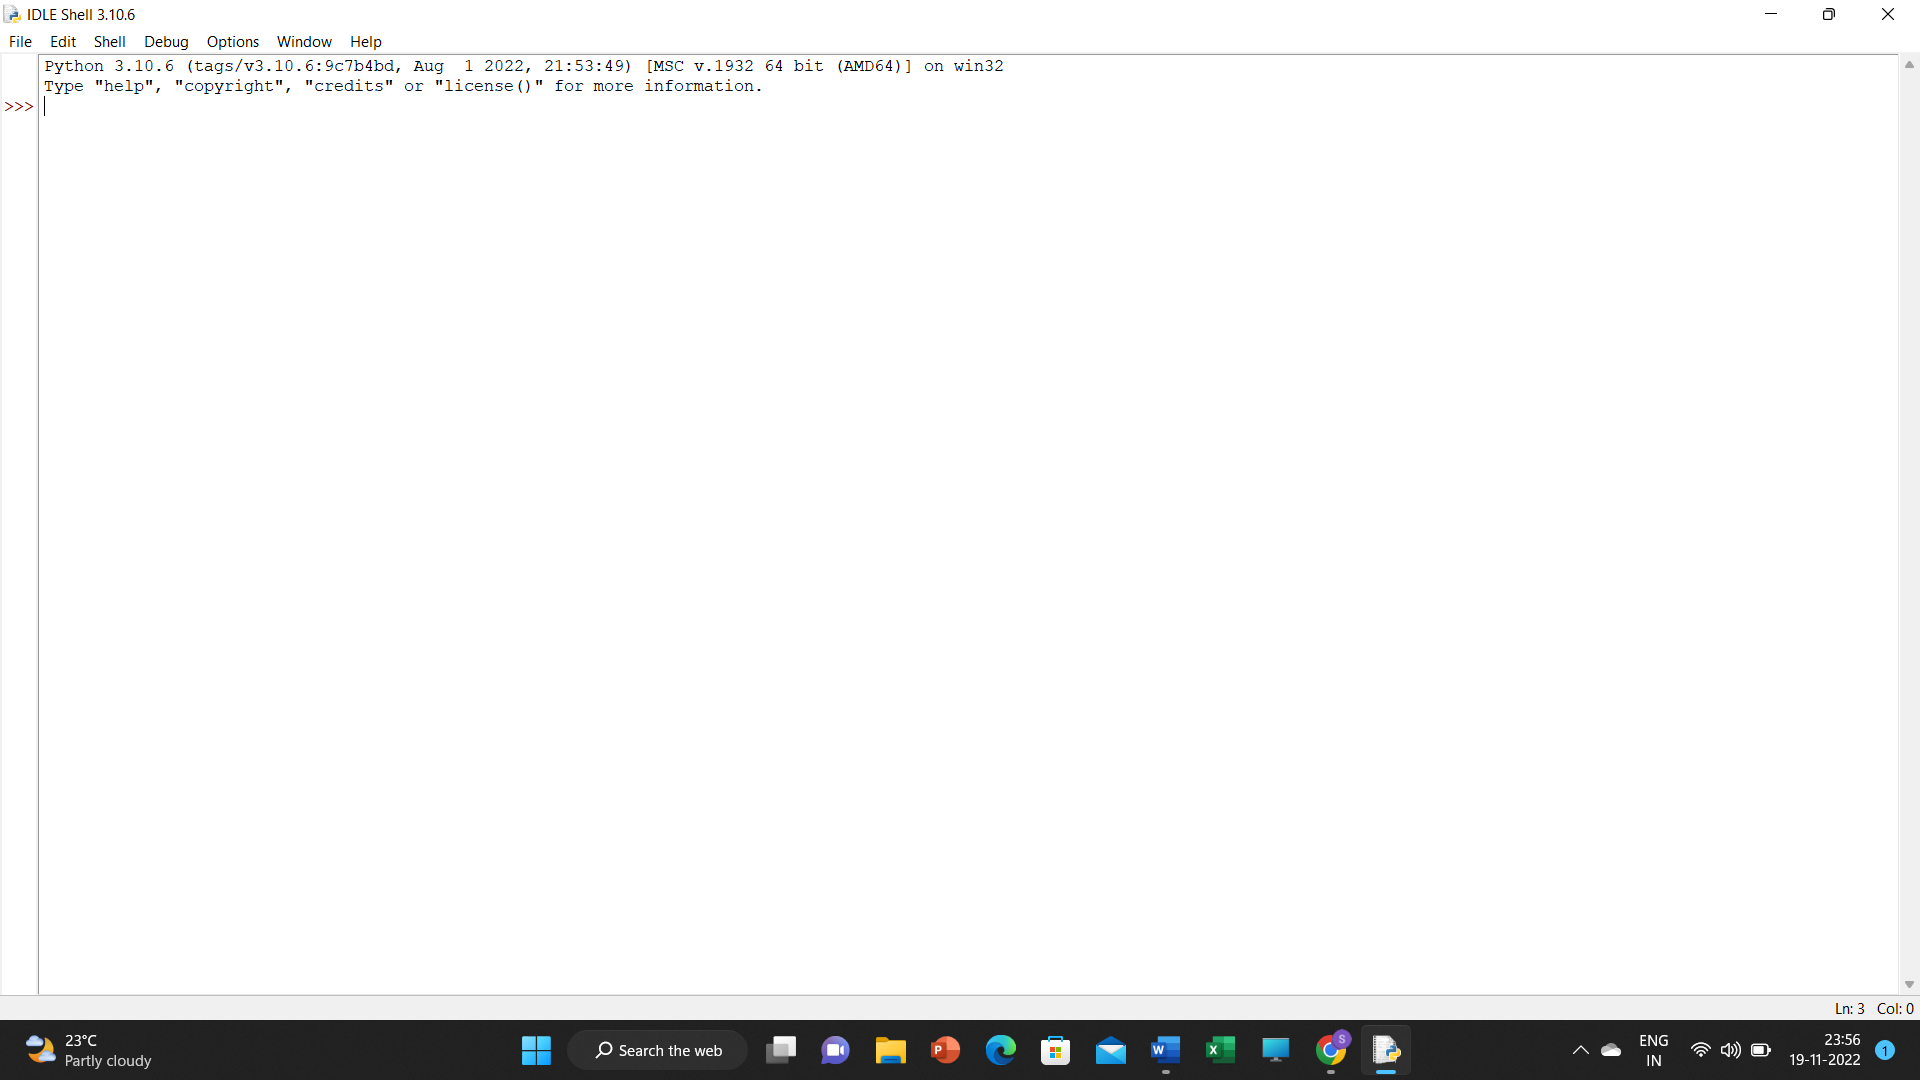 IDLE Shell 3.10.6
File Edit Shell Debug Options Window Help
Python 3.10.6 (tags/v3.10.6:9c7b4bd, Aug  1 2022, 21:53:49) [MSC v.1932 64 bit (AMD64)] on win32
Type "help", "copyright", "credits" or "license()" for more information.
>>>
Ln: 3 Col: 0
23°C
Partly cloudy
Search the web
P
W
X
S
ENG
IN
23:56
19-11-2022
1